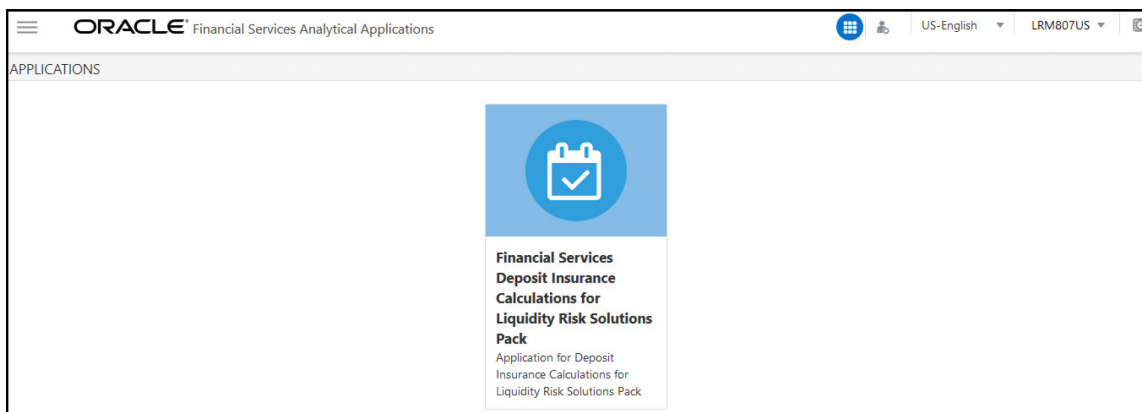 ORACLE® Financial Services Analytical Applications
US-English
LRM807US
APPLICATIONS
Financial Services
Deposit Insurance
Calculations for
Liquidity Risk Solutions
Pack
Application for Deposit
Insurance Calculations for
Liquidity Risk Solutions Pack